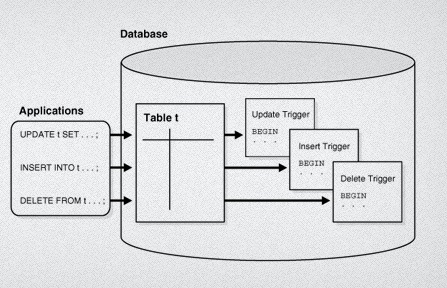 Database
Applications
UPDATE t SET . . . ;
INSERT INTO t . . . ;
DELETE FROM t . . . ;
Table t
Update Trigger
BEGIN
. . .
Insert Trigger
BEGIN
. . .
Delete Trigger
BEGIN
. . .